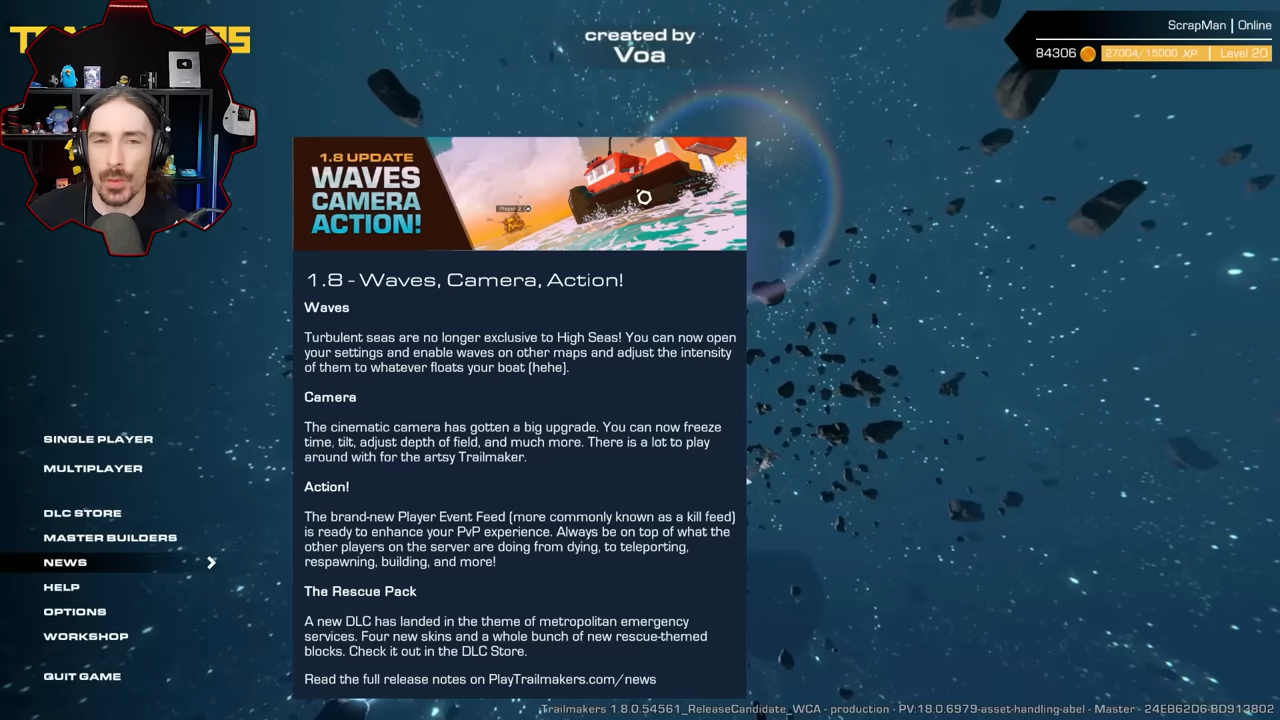 created by
Voa
ScrapMan | Online
84306
27004/15000 XP | Level 20
1.8 UPDATE
WAVES
CAMERA
ACTION!
1.8 - Waves, Camera, Action!
Waves
Turbulent seas are no longer exclusive to High Seas! You can now open
your settings and enable waves on other maps and adjust the intensity
of them to whatever floats your boat (hehe).
Camera
The cinematic camera has gotten a big upgrade. You can now freeze
time, tilt, adjust depth of field, and much more. There is a lot to play
around with for the artsy Trailmaker.
Action!
The brand-new Player Event Feed (more commonly known as a kill feed)
is ready to enhance your PvP experience. Always be on top of what the
other players on the server are doing from dying, to teleporting,
respawning, building, and more!
The Rescue Pack
A new DLC has landed in the theme of metropolitan emergency
services. Four new skins and a whole bunch of new rescue-themed
blocks. Check it out in the DLC Store.
Read the full release notes on PlayTrailmakers.com/news
SINGLE PLAYER
MULTIPLAYER
DLC STORE
MASTER BUILDERS
NEWS
HELP
OPTIONS
WORKSHOP
QUIT GAME
Trailmakers 1.8.0.54561_ReleaseCandidate_WCA - production - PV:18.0.6979-asset-handling-abel - Master - 24EB62D6-BD913802